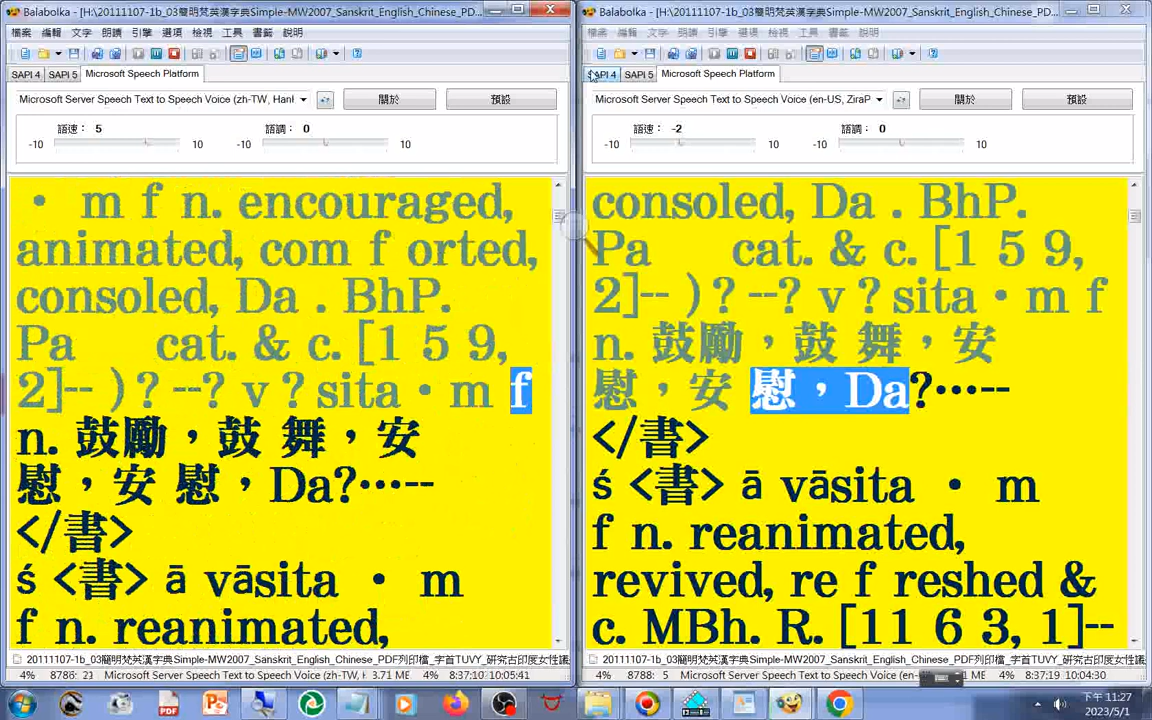 Balabolka - [H:\20111107-1b_03簡明梵英漢字典Simple-MW2007_Sanskrit_English_Chinese_PD...
檔案 編輯 文字 朗讀 引擎 選項 檢視 工具 書籤 說明
SAPI 4 SAPI 5 Microsoft Speech Platform
Microsoft Server Speech Text to Speech Voice (zh-TW, Hanl
關於
預設
語速： 5
語調： 0
-10 10 -10 10
• m f n. encouraged,
animated, com f orted,
consoled, Da . BhP.
Pa cat. & c. [1 5 9,
2]-- ) ? --? v ? sita • m f
n. 鼓勵，鼓 舞，安
慰，安 慰，Da?…--
</書>
ś <書> ā vāsita • m
f n. reanimated,
20111107-1b_03簡明梵英漢字典Simple-MW2007_Sanskrit_English_Chinese_PDF列印檔_字首TUVY_研究古印度女性議
4% 8786: 23 Microsoft Server Speech Text to Speech Voice (zh-TW, H 3.71 ME 4% 8:37:10 10:05:41
Balabolka - [H:\20111107-1b_03簡明梵英漢字典Simple-MW2007_Sanskrit_English_Chinese_PD...
檔案 編輯 文字 朗讀 引擎 選項 檢視 工具 書籤 說明
SAPI 4 SAPI 5 Microsoft Speech Platform
Microsoft Server Speech Text to Speech Voice (en-US, ZiraP
關於
預設
語速： -2
語調： 0
-10 10 -10 10
consoled, Da . BhP.
Pa cat. & c. [1 5 9,
2]-- ) ? --? v ? sita • m f
n. 鼓勵，鼓 舞，安
慰，安 慰，Da?…--
</書>
ś <書> ā vāsita • m
f n. reanimated,
revived, re f reshed &
c. MBh. R. [11 6 3, 1]--
20111107-1b_03簡明梵英漢字典Simple-MW2007_Sanskrit_English_Chinese_PDF列印檔_字首TUVY_研究古印度女性議
4% 8788: 5 Microsoft Server Speech Text to Speech Voice 4% 8:37:19 10:04:30
下午 11:27
2023/5/1